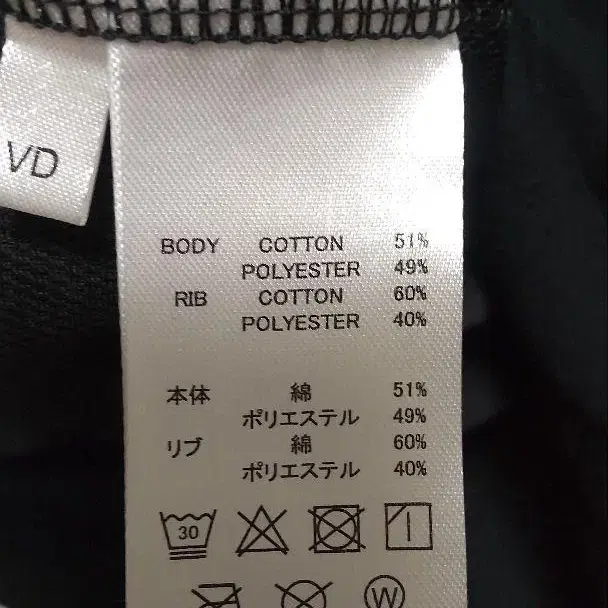 VD
BODY COTTON 51%
POLYESTER 49%
RIB COTTON 60%
POLYESTER 40%
本体 綿 51%
ポリエステル 49%
リブ 綿 60%
ポリエステル 40%
30
W